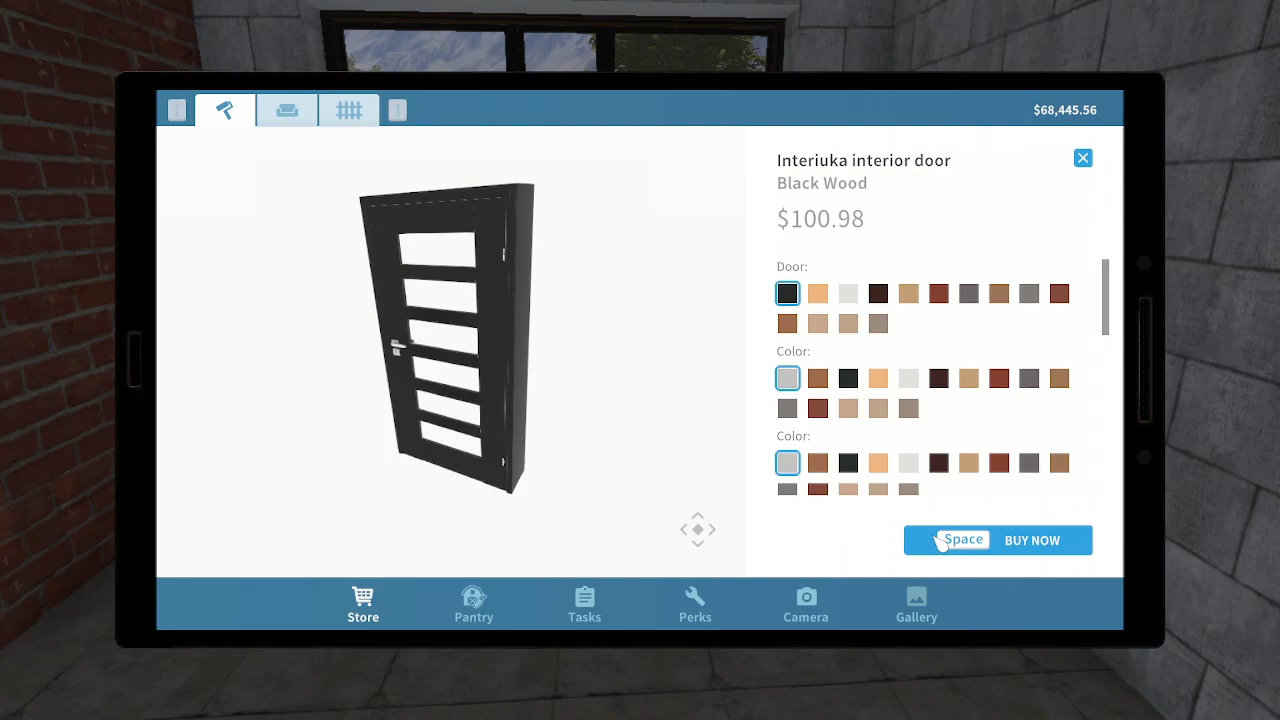 $68,445.56
Interiuka interior door
Black Wood
$100.98
Door:
Color:
Color:
Space BUY NOW
Store Pantry Tasks Perks Camera Gallery